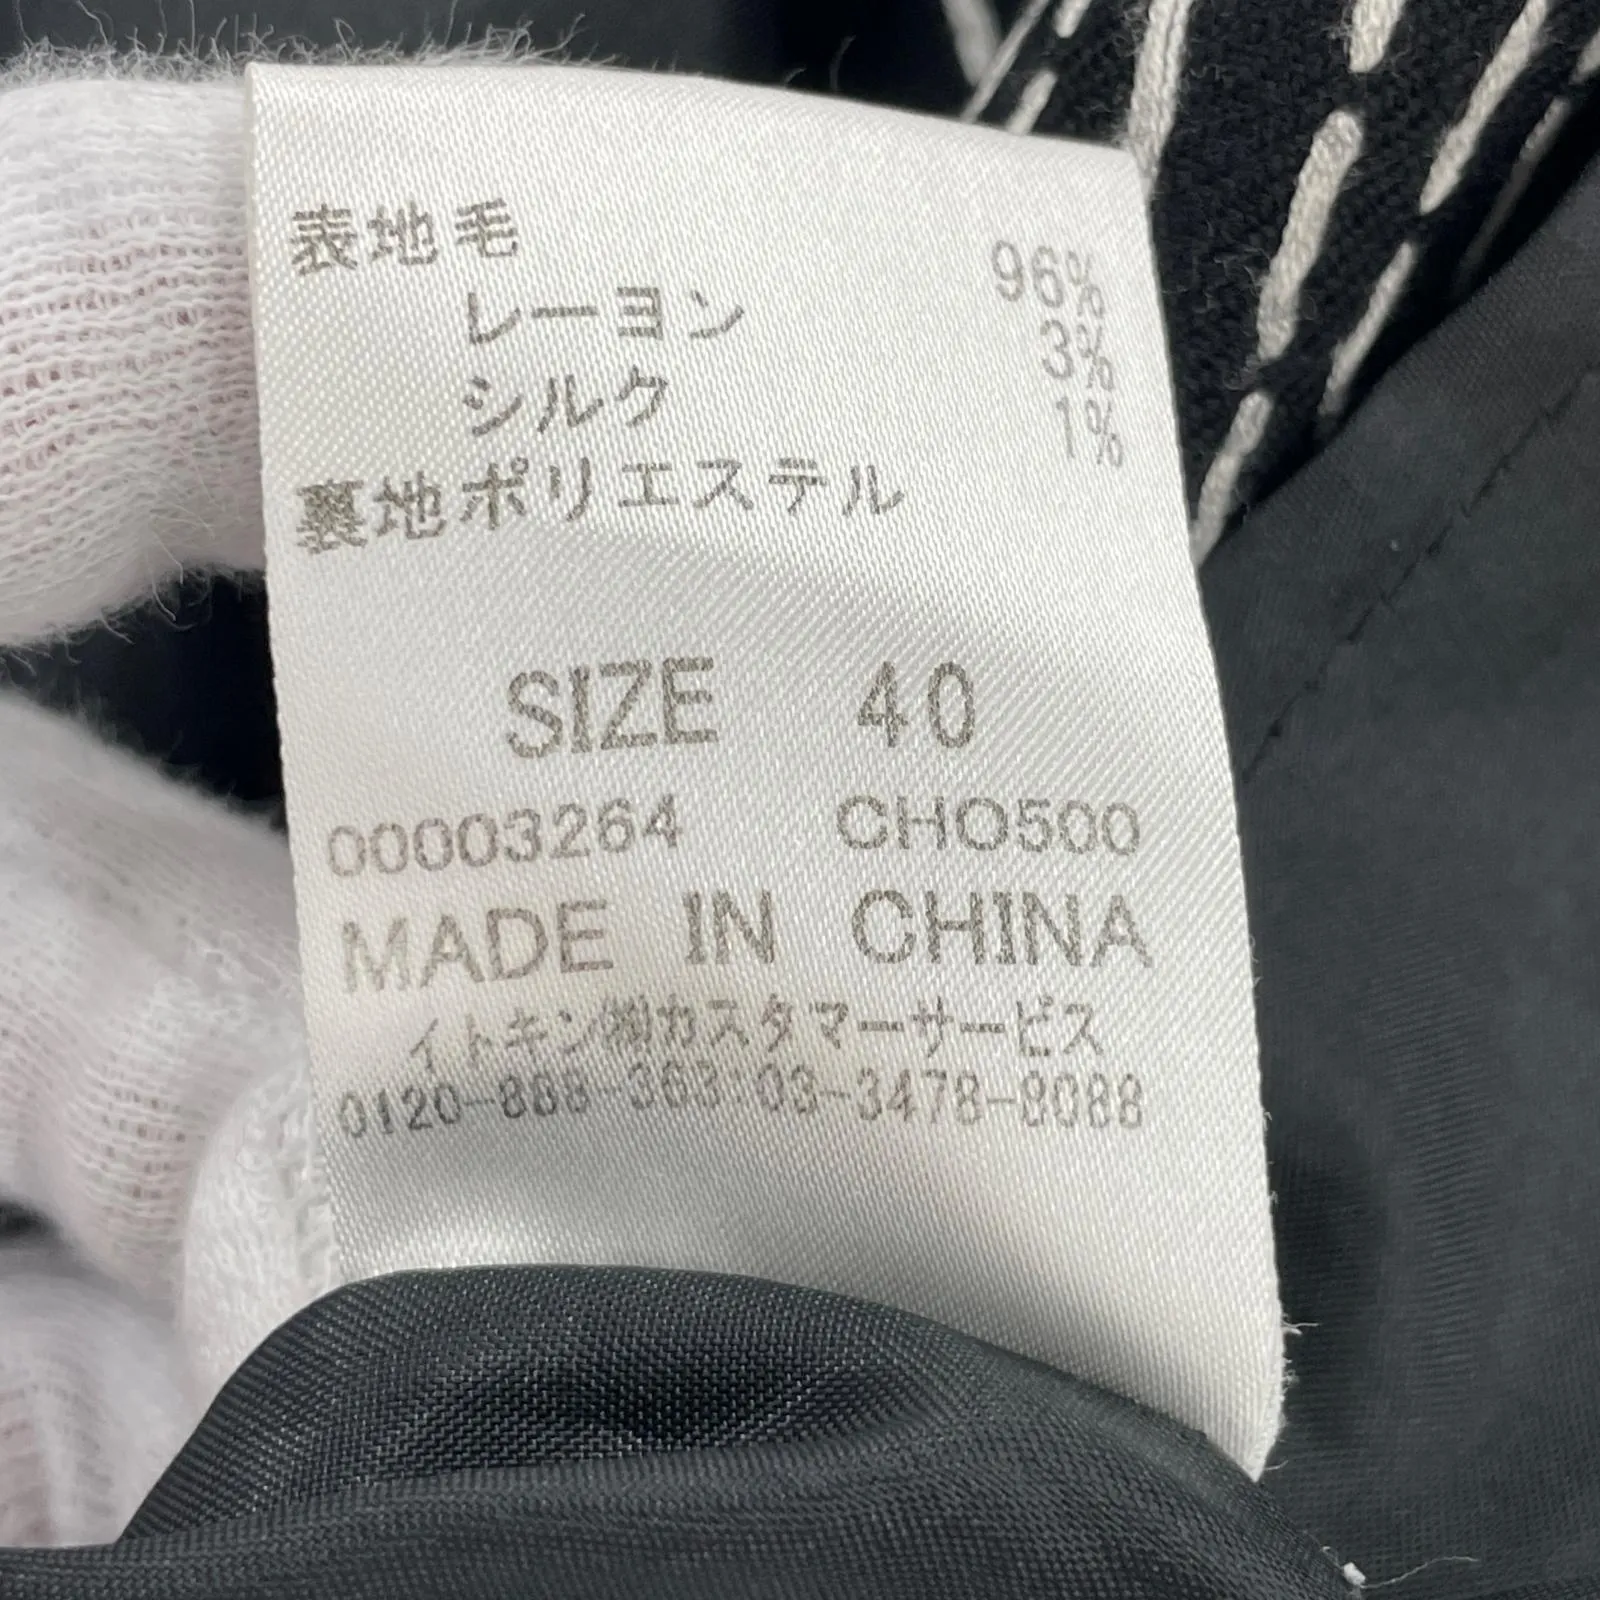 表地毛 96%
レーヨン 3%
シルク 1%
裏地ポリエステル
SIZE 40
00003264 CHO500
MADE IN CHINA
イトキン㈱カスタマーサービス
0120-888-363:03-3478-8088